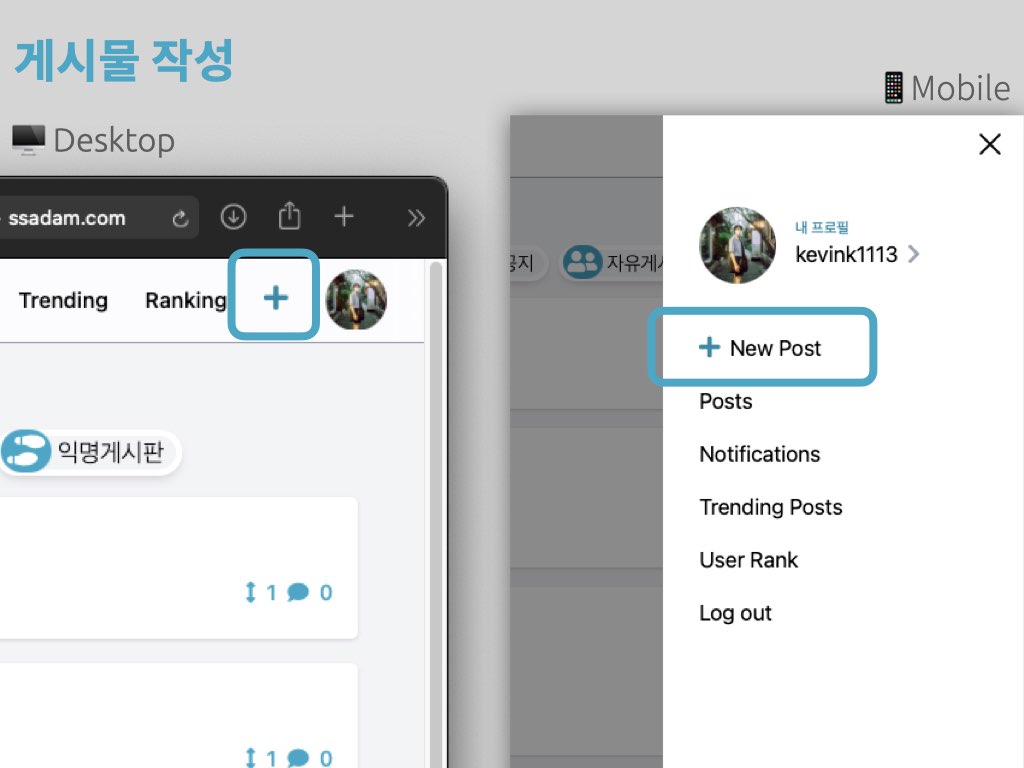 게시물 작성
Desktop
ssadam.com
Trending
Ranking
익명게시판
1 0
1 0
Mobile
공지
자유게시
내 프로필
kevink1113
New Post
Posts
Notifications
Trending Posts
User Rank
Log out